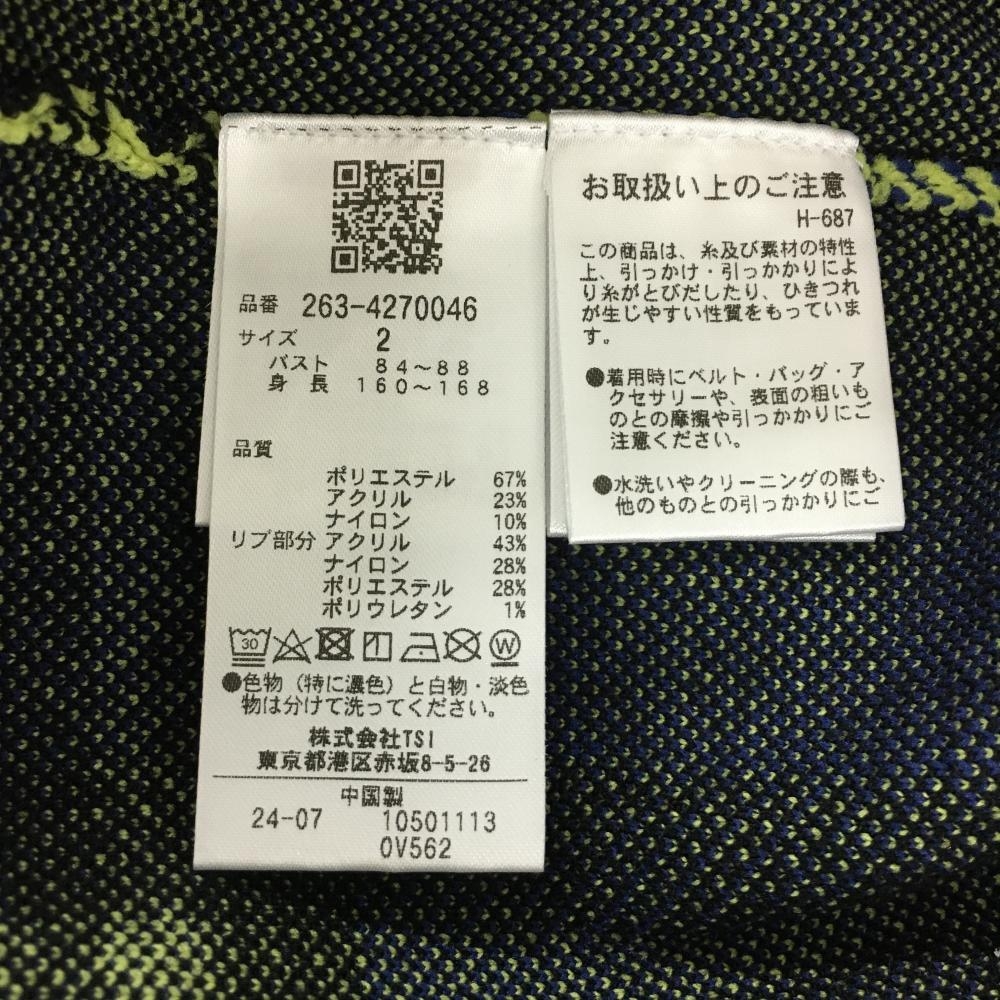 品番 263-4270046
サイズ 2
バスト 84〜88
身長 160〜168
品質
ポリエステル 67%
アクリル 23%
ナイロン 10%
リブ部分 アクリル 43%
ナイロン 28%
ポリエステル 28%
ポリウレタン 1%
30
W
●色物（特に濃色）と白物・淡色
物は分けて洗ってください。
株式会社TSI
東京都港区赤坂8-5-26
中国製
24-07 10501113
0V562
お取扱い上のご注意
H-687
この商品は、糸及び素材の特性
上、引っかけ・引っかかりによ
り糸がとびだしたり、ひきつれ
が生じやすい性質をもっていま
す。
●着用時にベルト・バッグ・ア
クセサリーや、表面の粗いも
のとの摩擦や引っかかりにご
注意ください。
●水洗いやクリーニングの際も、
他のものとの引っかかりにご